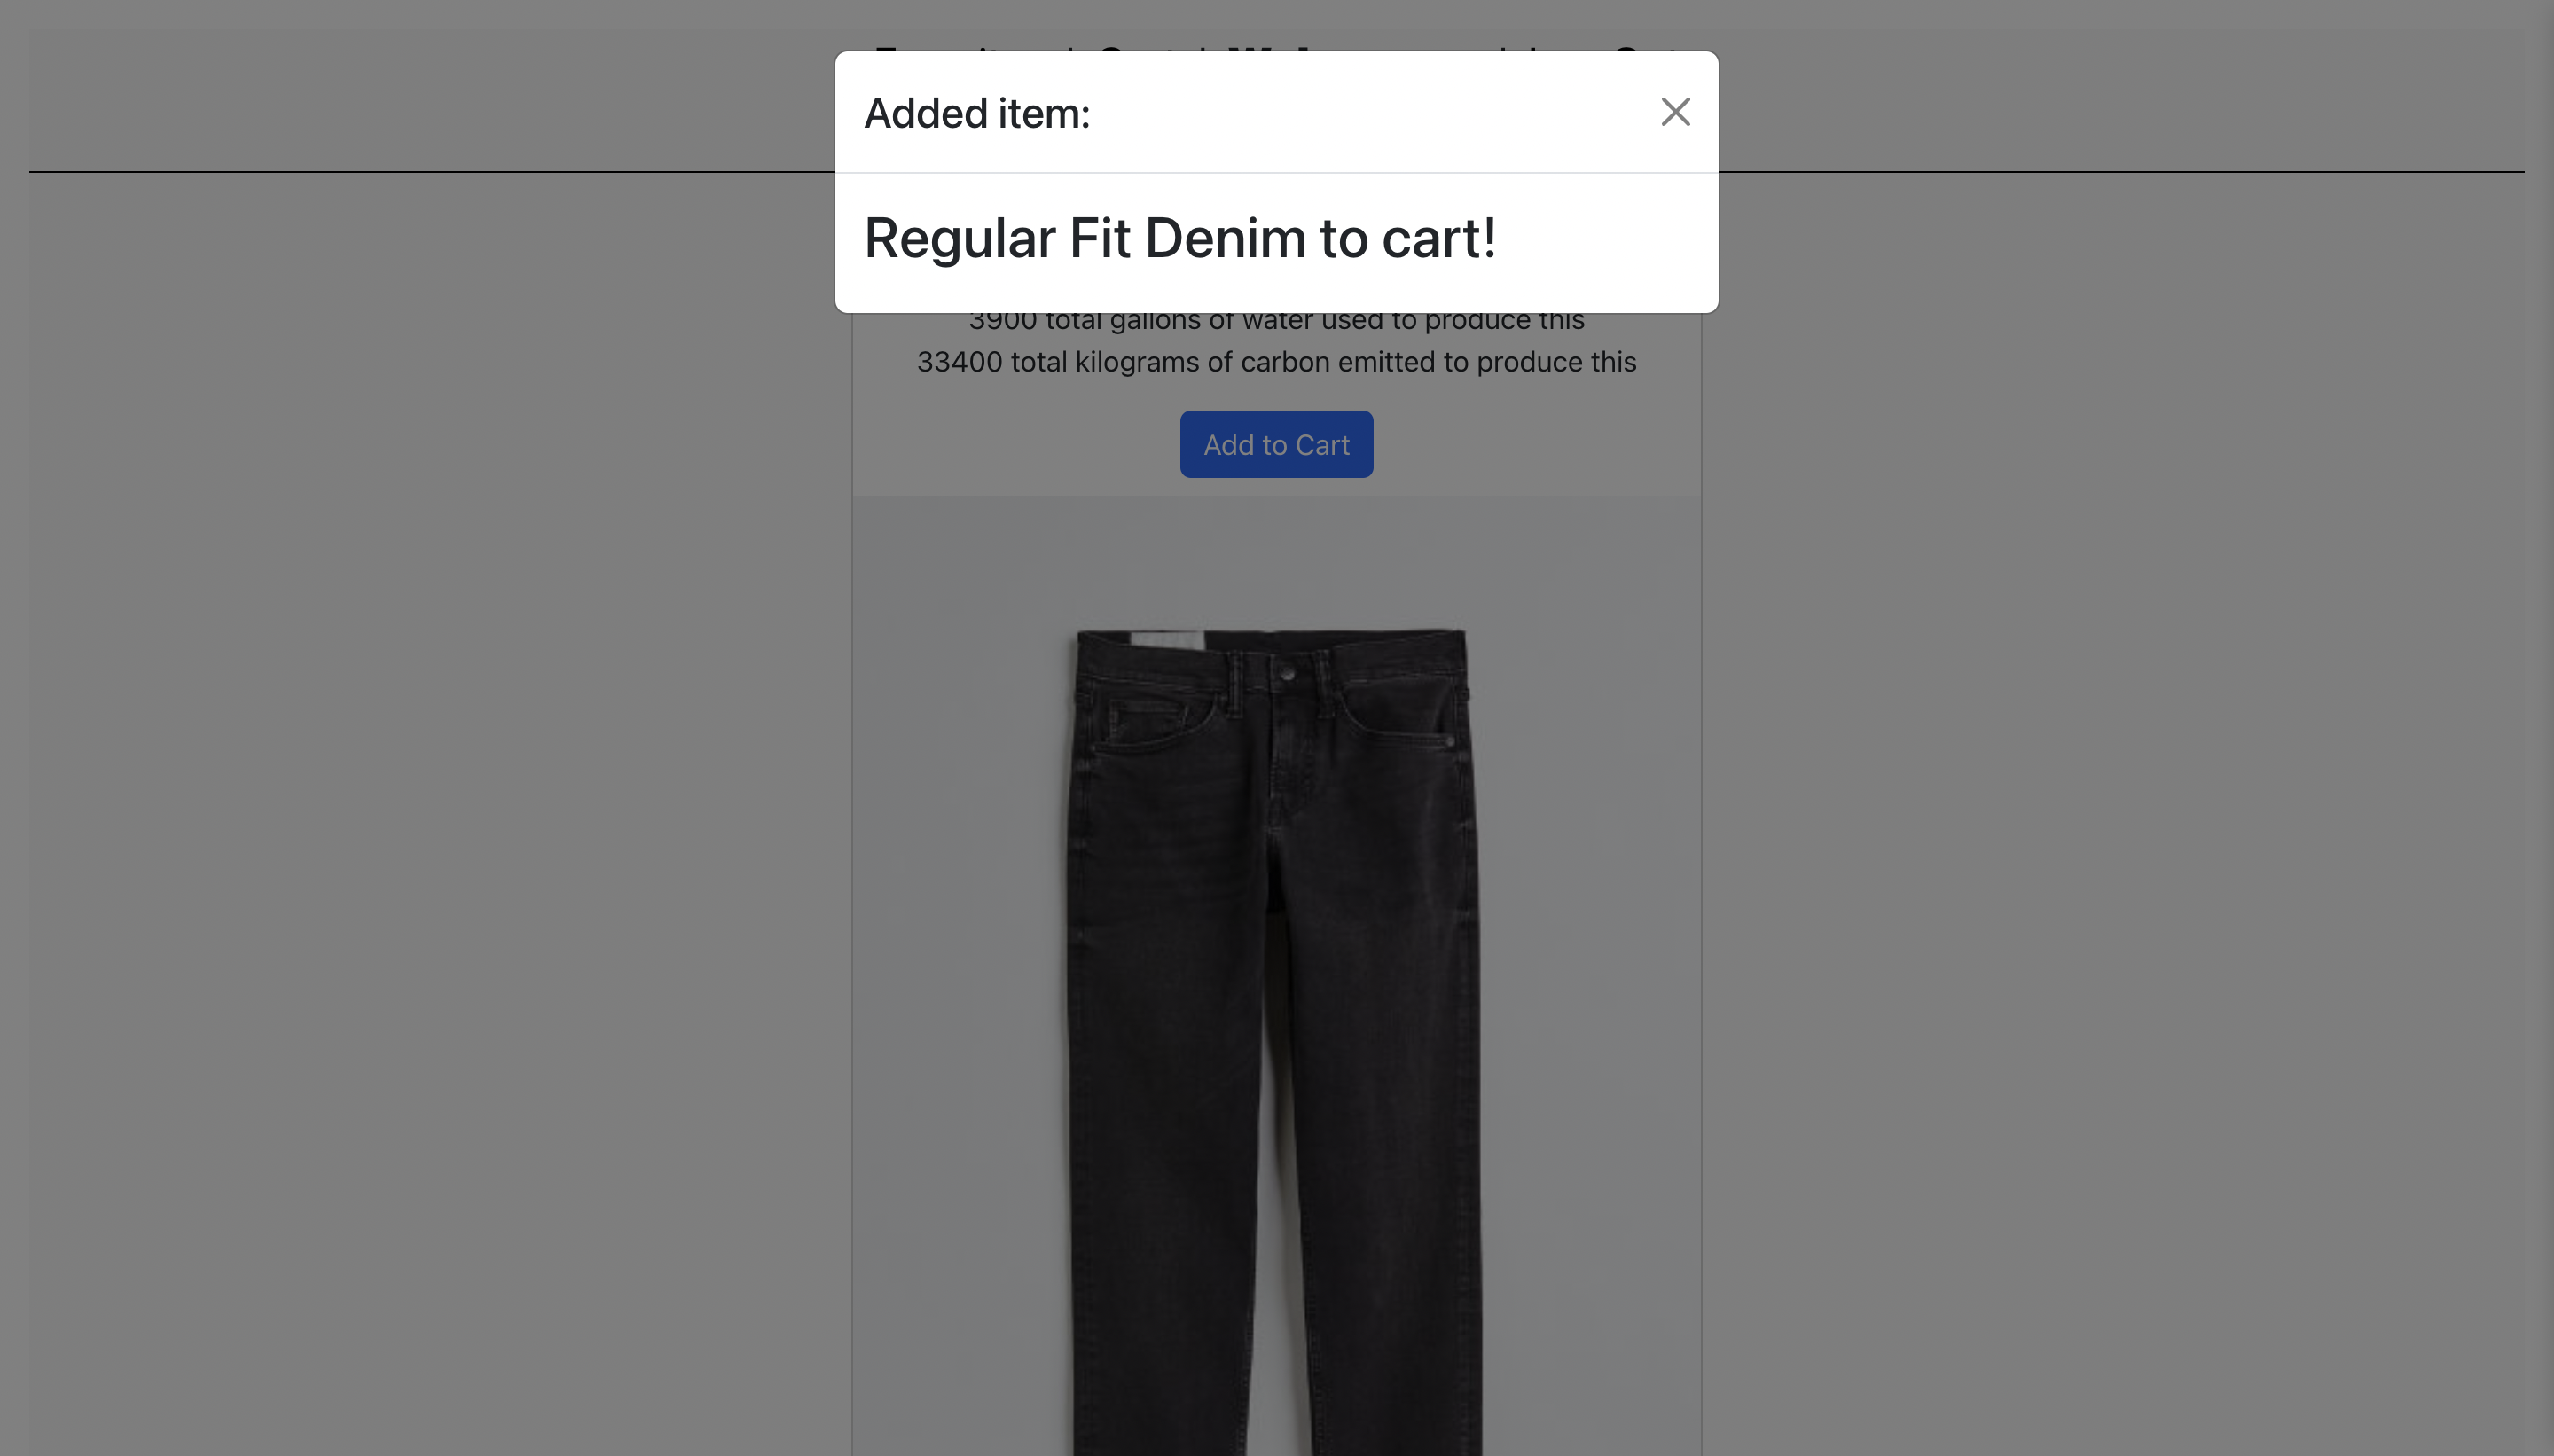 Added item:
Regular Fit Denim to cart!
3900 total gallons of water used to produce this
33400 total kilograms of carbon emitted to produce this
Add to Cart